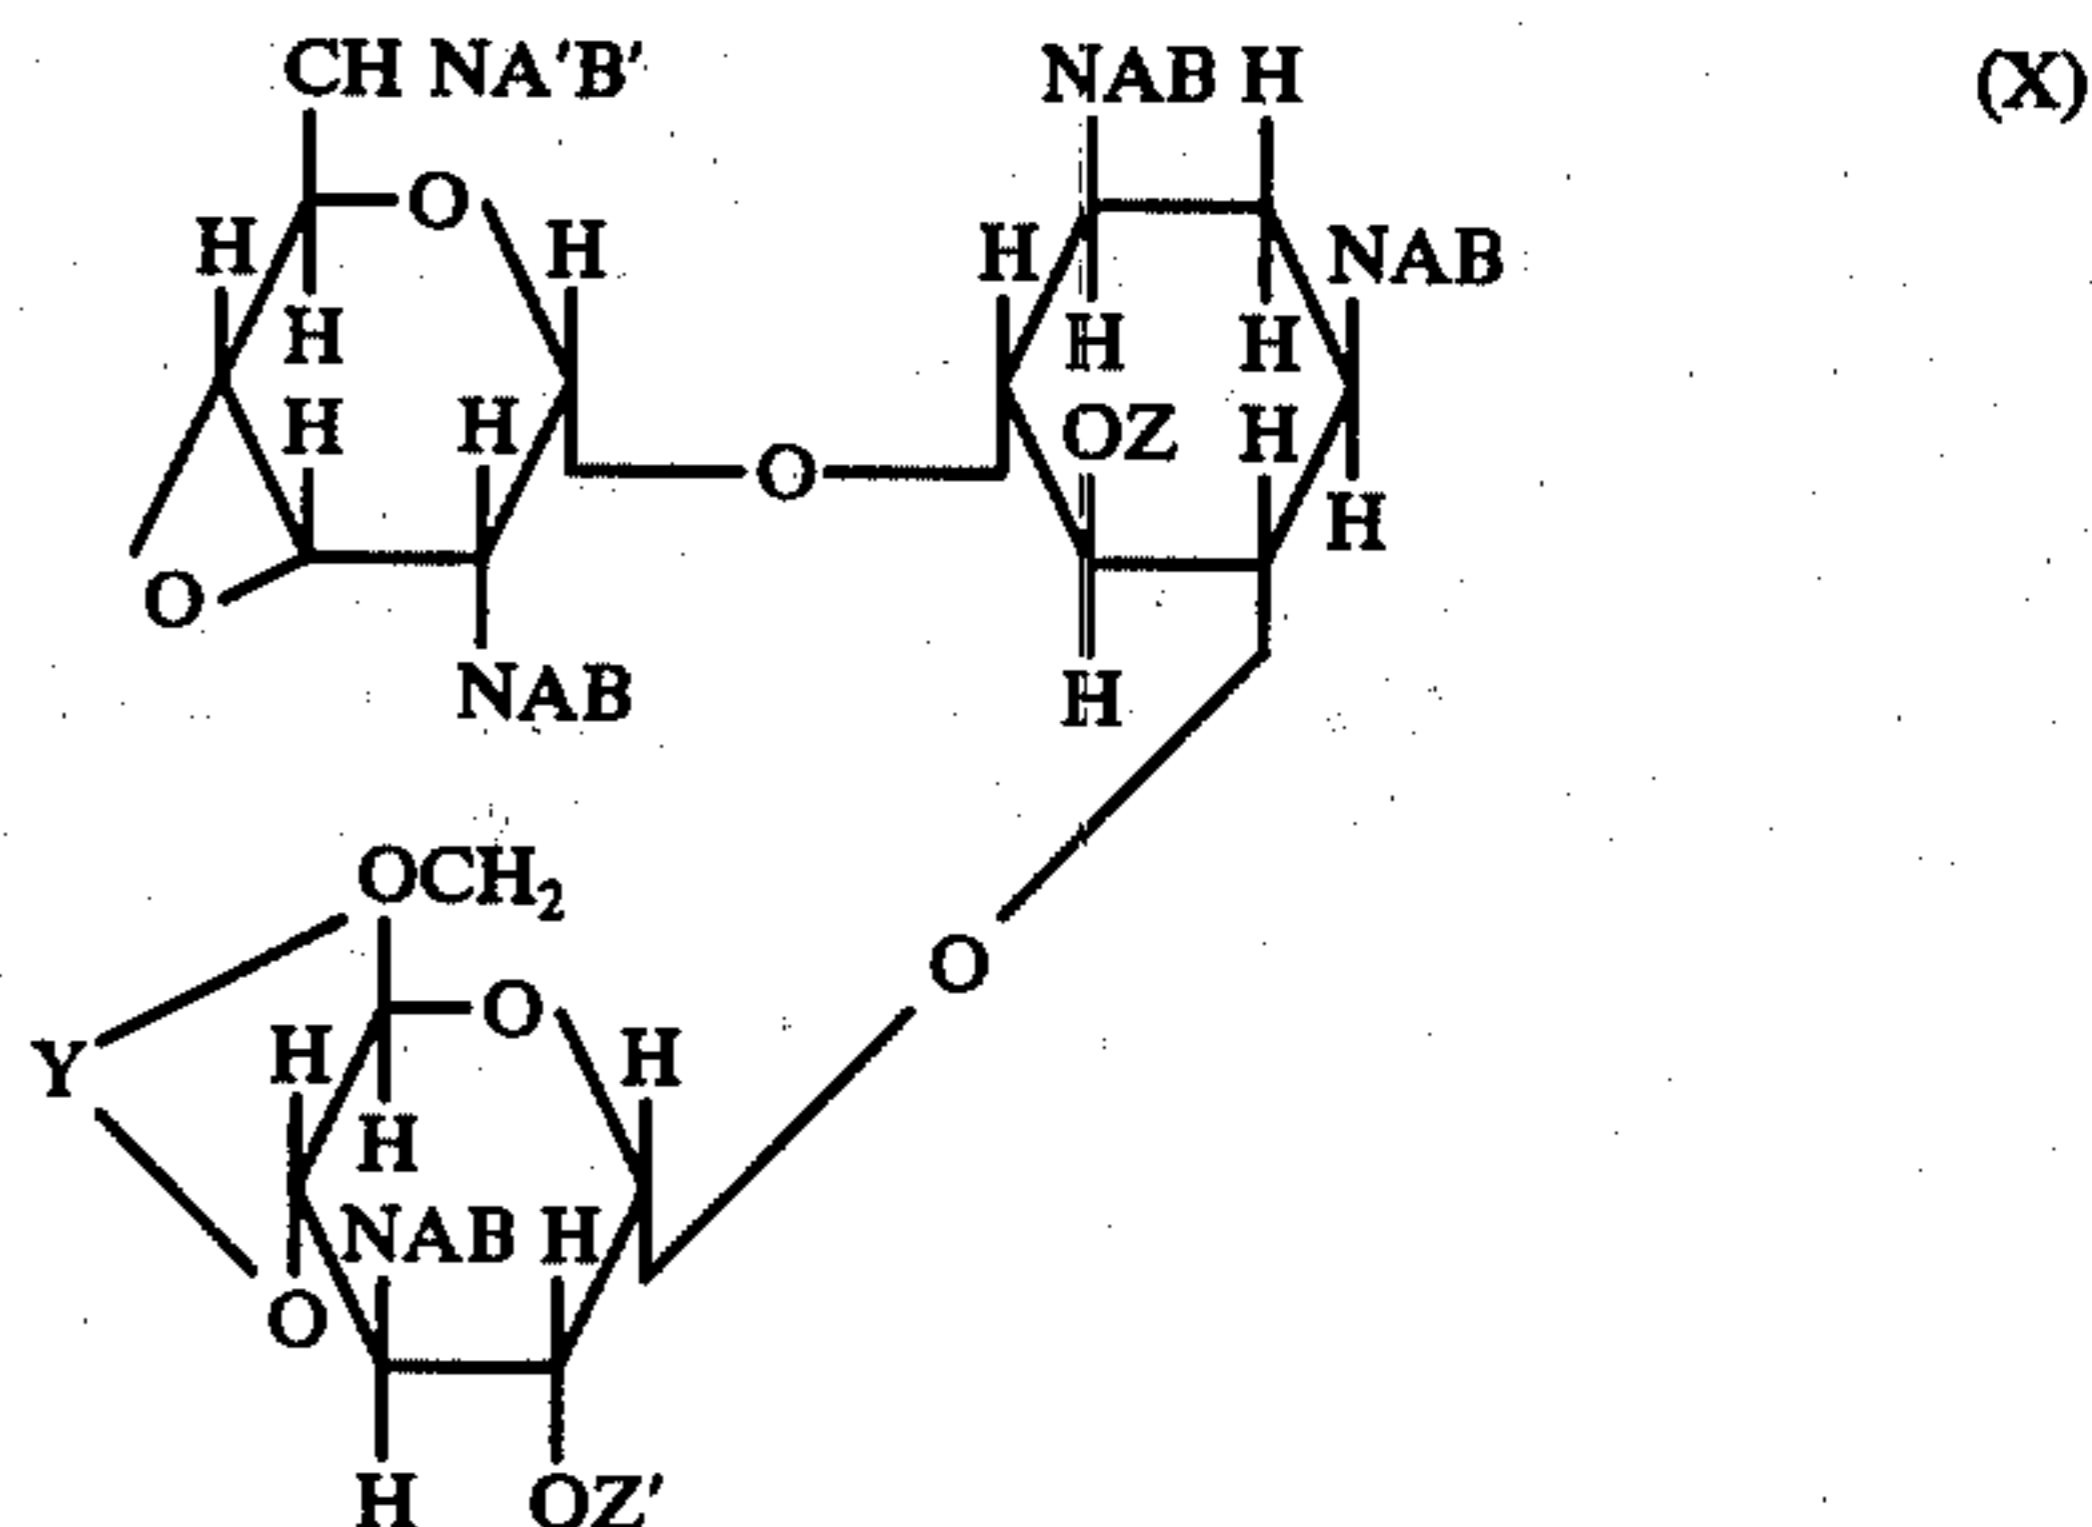 CH NA'B' NAB H (X)
O
H H H NAB
H H H
H H OZ H
O H
O
NAB H
OCH₂
O
O
Y H H
H
NAB H
O
H OZ'